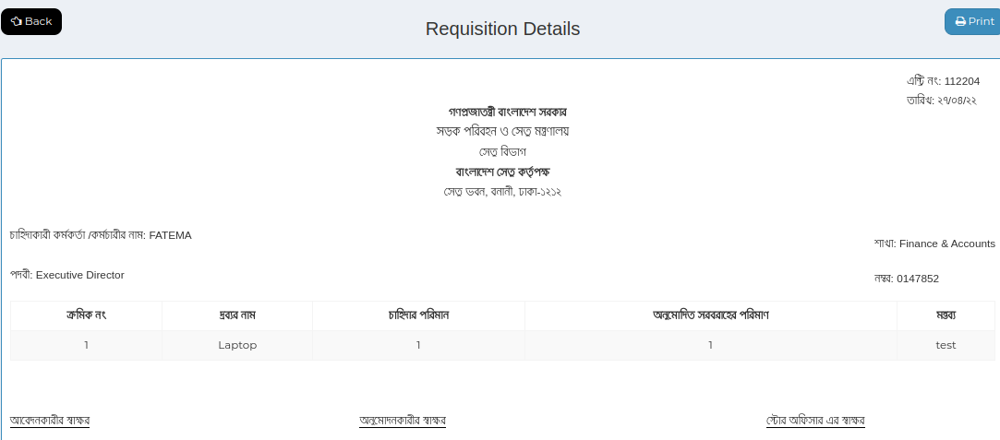 Back
Requisition Details
Print
এন্ট্রি নং: 112204
তারিখ: ২৭/০৪/২২
গণপ্রজাতন্ত্রী বাংলাদেশ সরকার
সড়ক পরিবহন ও সেতু মন্ত্রণালয়
সেতু বিভাগ
বাংলাদেশ সেতু কর্তৃপক্ষ
সেতু ভবন, বনানী, ঢাকা-১২১২
চাহিদাকারী কর্মকর্তা /কর্মচারীর নাম: FATEMA
শাখা: Finance & Accounts
পদবী: Executive Director
নম্বর: 0147852
ক্রমিক নং দ্রব্যর নাম চাহিদার পরিমান অনুমোদিত সরবরাহের পরিমাণ মন্তব্য
1 Laptop 1 1 test
আবেদনকারীর স্বাক্ষর অনুমোদনকারীর স্বাক্ষর স্টোর অফিসার এর স্বাক্ষর